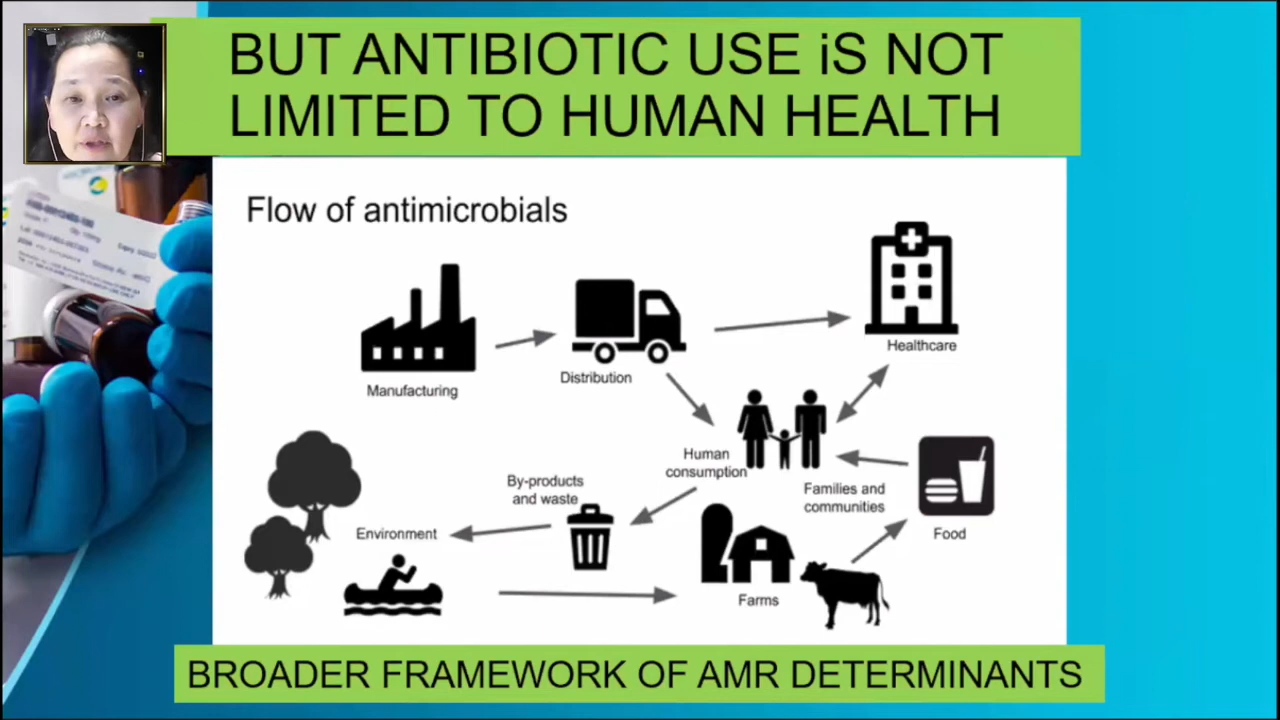 BUT ANTIBIOTIC USE iS NOT
LIMITED TO HUMAN HEALTH
Flow of antimicrobials
Manufacturing
Distribution
Healthcare
Human
consumption
Families and
communities
Food
By-products
and waste
Environment
Farms
BROADER FRAMEWORK OF AMR DETERMINANTS